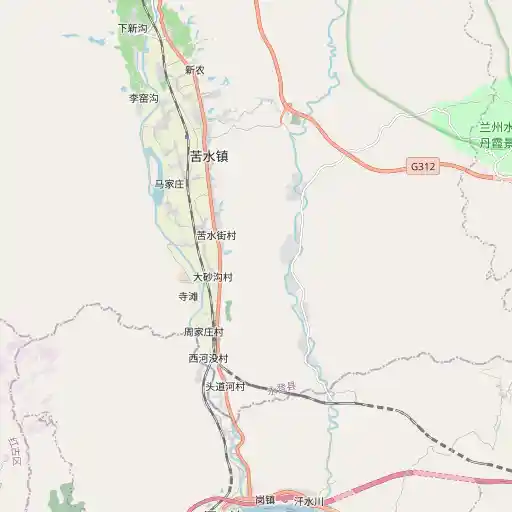 下新沟
新农
李窑沟
兰州水
丹霞景
苦水镇
G312
马家庄
苦水街村
大砂沟村
寺滩
周家庄村
西河没村
头道河村
永登县
红古区
岗镇
汗水川